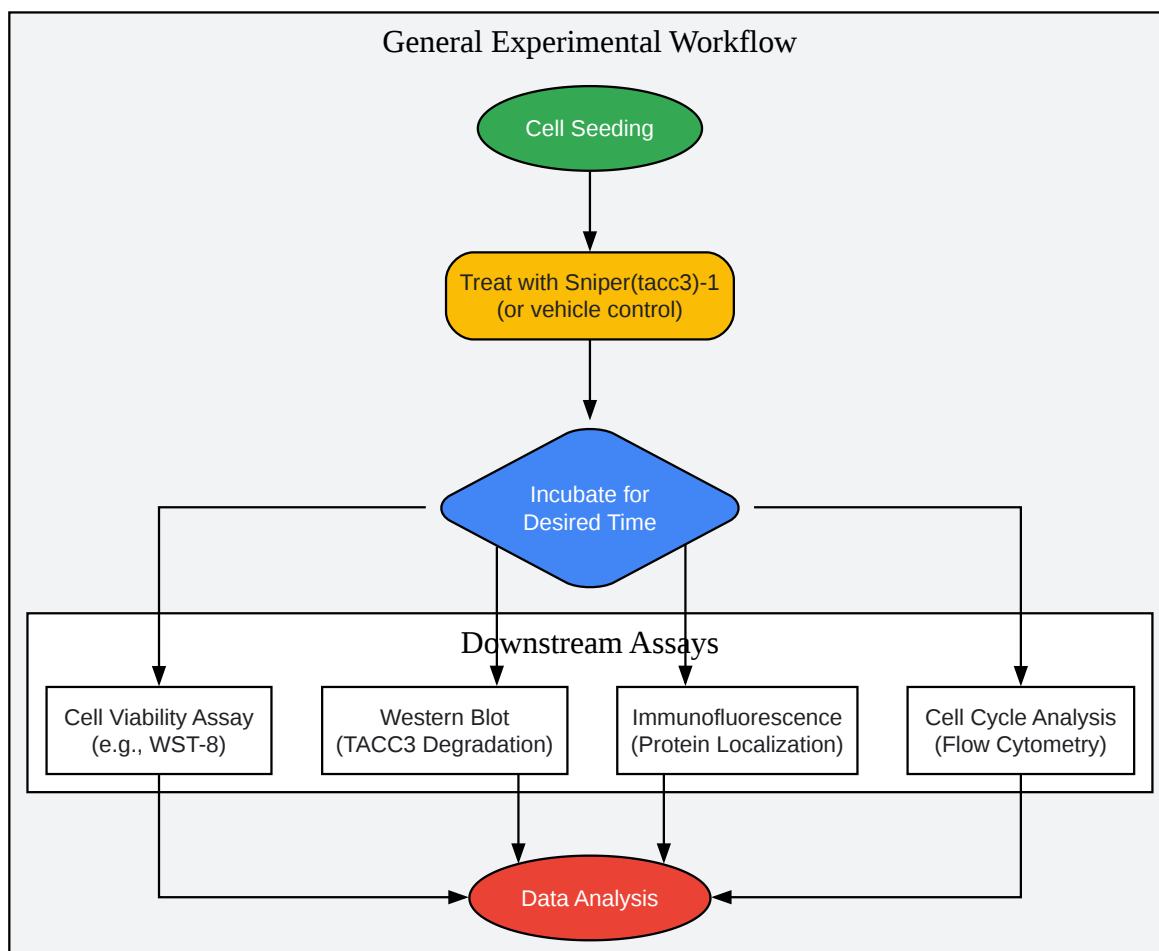 General Experimental Workflow
Cell Seeding
Treat with Sniper(tacc3)-1
(or vehicle control)
Incubate for
Desired Time
Downstream Assays
Cell Viability Assay
(e.g., WST-8)
Western Blot
(TACC3 Degradation)
Immunofluorescence
(Protein Localization)
Cell Cycle Analysis
(Flow Cytometry)
Data Analysis